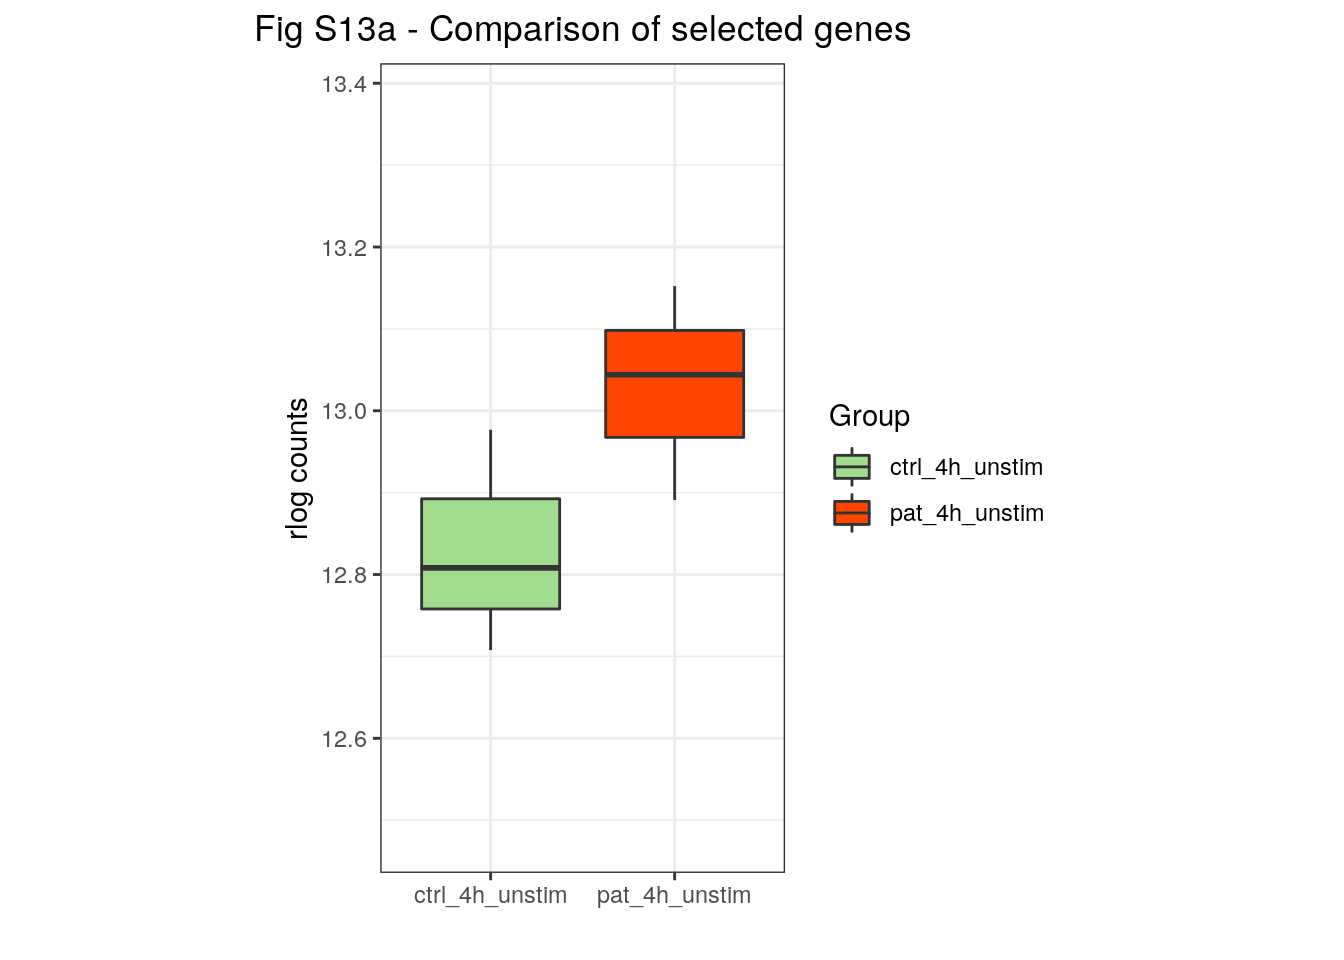 Fig S13a - Comparison of selected genes
13.4
13.2
13.0
12.8
12.6
rlog counts
ctrl_4h_unstim
pat_4h_unstim
Group
ctrl_4h_unstim
pat_4h_unstim